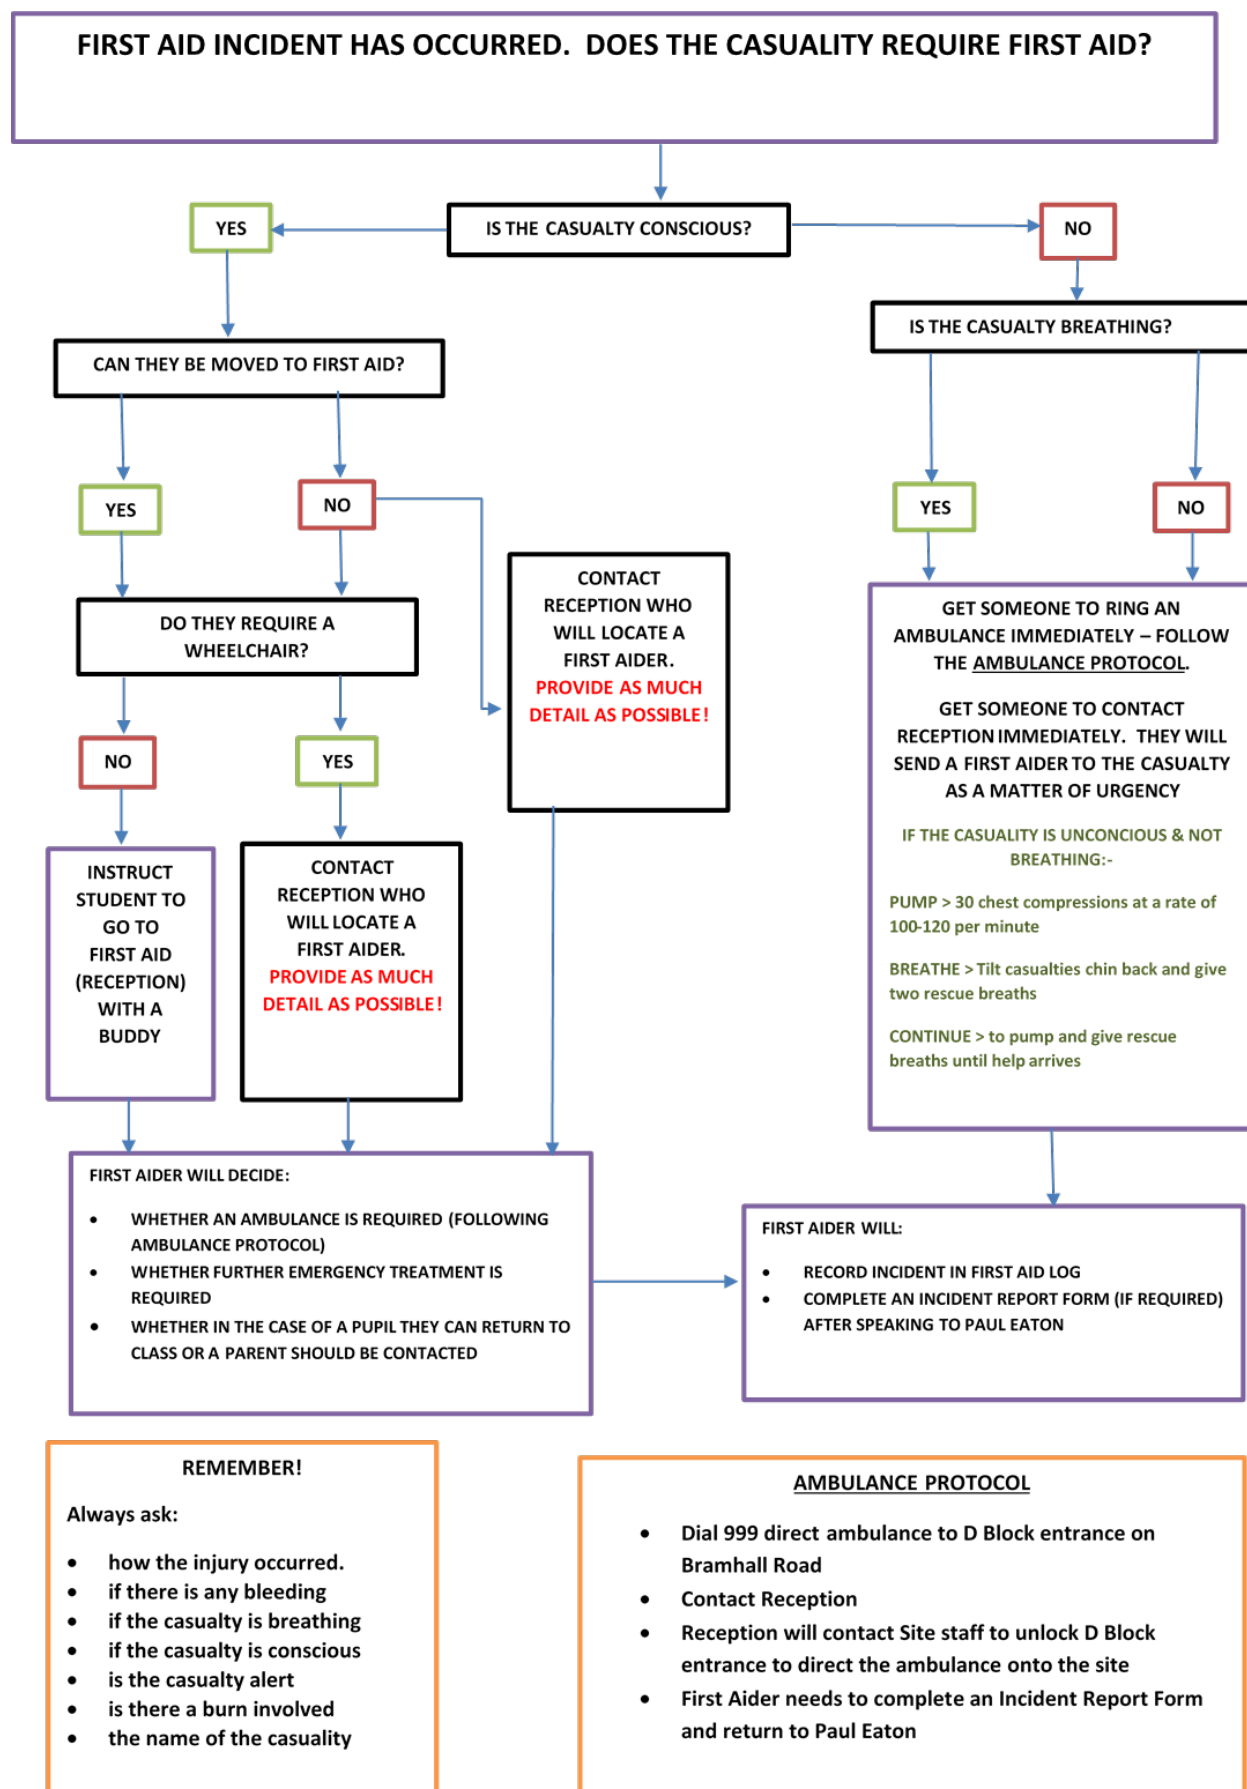 FIRST AID INCIDENT HAS OCCURRED. DOES THE CASUALITY REQUIRE FIRST AID?
YES
IS THE CASUALTY CONSCIOUS?
NO
IS THE CASUALTY BREATHING?
CAN THEY BE MOVED TO FIRST AID?
YES
NO
YES
NO
DO THEY REQUIRE A
WHEELCHAIR?
CONTACT
RECEPTION WHO
WILL LOCATE A
FIRST AIDER.
PROVIDE AS MUCH
DETAIL AS POSSIBLE!
GET SOMEONE TO RING AN
AMBULANCE IMMEDIATELY – FOLLOW
THE AMBULANCE PROTOCOL.
GET SOMEONE TO CONTACT
RECEPTION IMMEDIATELY. THEY WILL
SEND A FIRST AIDER TO THE CASUALTY
AS A MATTER OF URGENCY
IF THE CASUALITY IS UNCONCIOUS & NOT
BREATHING:-
PUMP > 30 chest compressions at a rate of
100-120 per minute
BREATHE > Tilt casualties chin back and give
two rescue breaths
CONTINUE > to pump and give rescue
breaths until help arrives
NO
YES
INSTRUCT
STUDENT TO
GO TO
FIRST AID
(RECEPTION)
WITH A
BUDDY
CONTACT
RECEPTION WHO
WILL LOCATE A
FIRST AIDER.
PROVIDE AS MUCH
DETAIL AS POSSIBLE!
FIRST AIDER WILL DECIDE:
• WHETHER AN AMBULANCE IS REQUIRED (FOLLOWING
AMBULANCE PROTOCOL)
• WHETHER FURTHER EMERGENCY TREATMENT IS
REQUIRED
• WHETHER IN THE CASE OF A PUPIL THEY CAN RETURN TO
CLASS OR A PARENT SHOULD BE CONTACTED
FIRST AIDER WILL:
• RECORD INCIDENT IN FIRST AID LOG
• COMPLETE AN INCIDENT REPORT FORM (IF REQUIRED)
AFTER SPEAKING TO PAUL EATON
REMEMBER!
Always ask:
• how the injury occurred.
• if there is any bleeding
• if the casualty is breathing
• if the casualty is conscious
• is the casualty alert
• is there a burn involved
• the name of the casuality
AMBULANCE PROTOCOL
• Dial 999 direct ambulance to D Block entrance on
Bramhall Road
• Contact Reception
• Reception will contact Site staff to unlock D Block
entrance to direct the ambulance onto the site
• First Aider needs to complete an Incident Report Form
and return to Paul Eaton